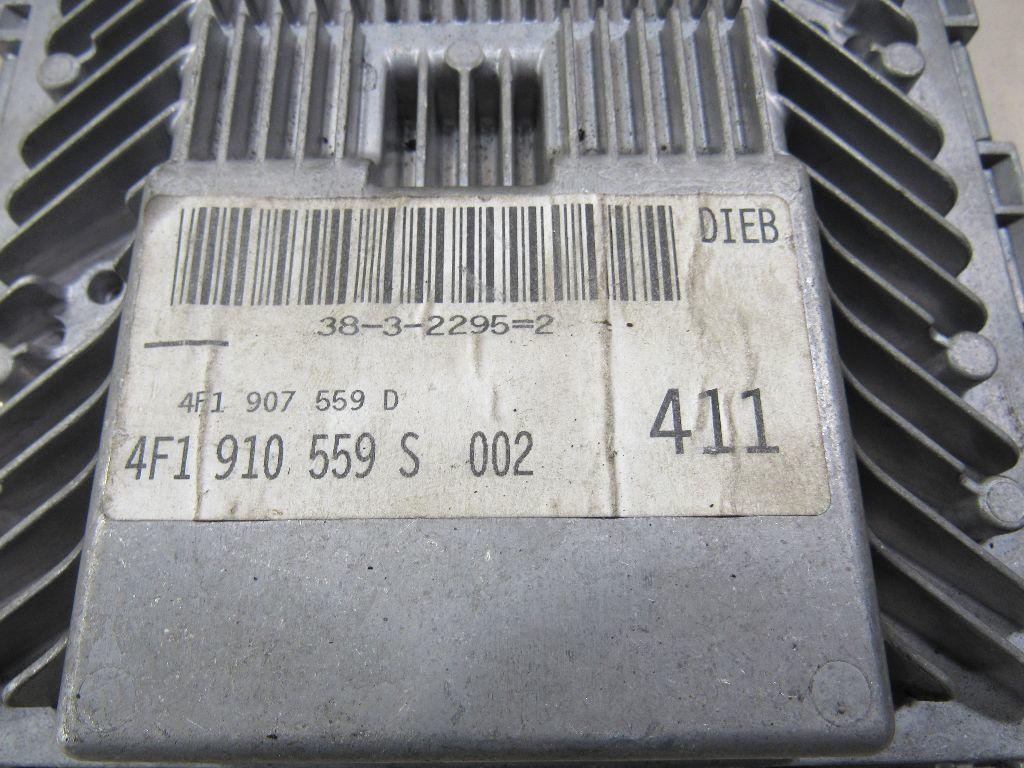 DIEB
38-3-2295=2
4F1 907 559 D
411
4F1 910 559 S 002